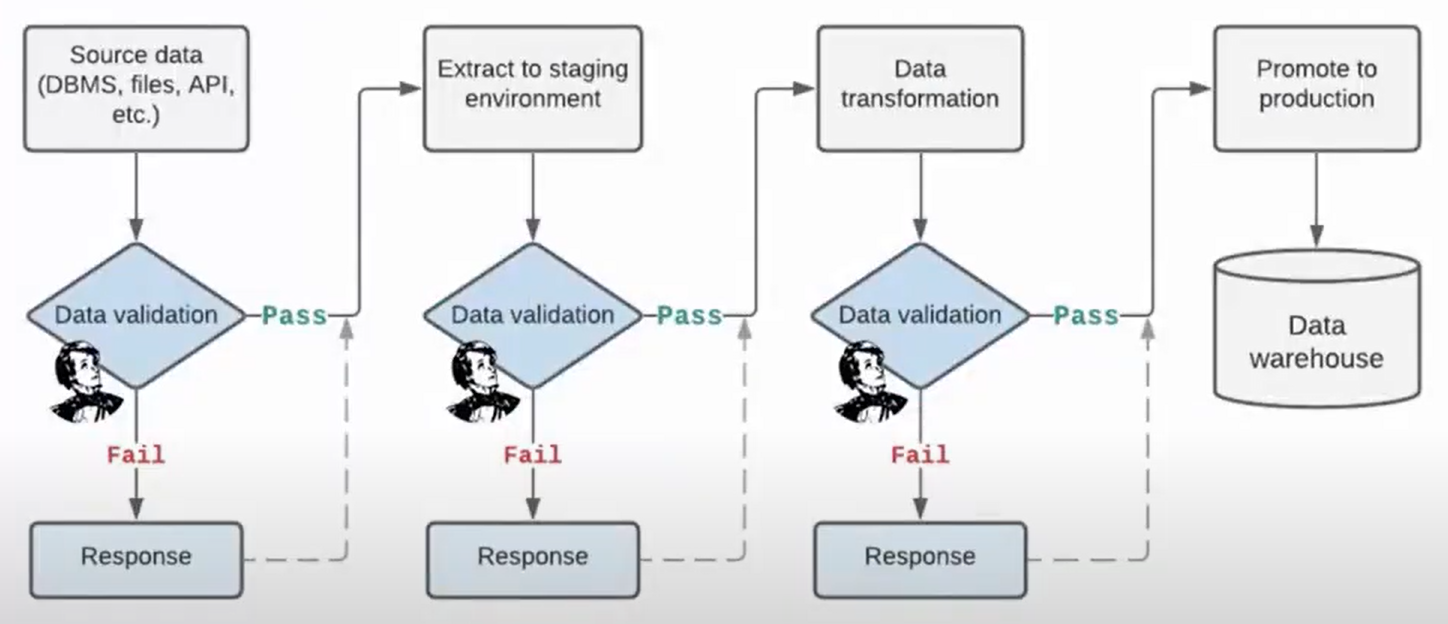 Source data
(DBMS, files, API,
etc.)
Extract to staging
environment
Data
transformation
Promote to
production
Data validation
Pass
Data validation
Pass
Data validation
Pass
Data
warehouse
Fail
Fail
Fail
Response
Response
Response